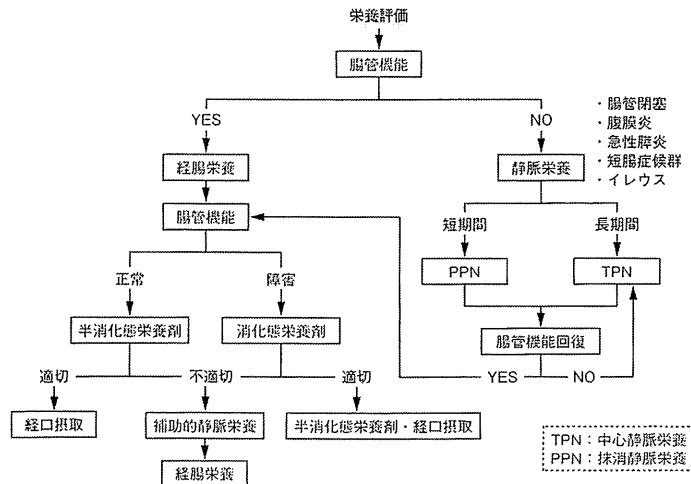 栄養評価
腸管機能
YES
NO
・腸管閉塞
・腹膜炎
・急性膵炎
・短腸症候群
・イレウス
経腸栄養
静脈栄養
腸管機能
短期間
長期間
PPN
TPN
正常
障害
半消化態栄養剤
消化態栄養剤
腸管機能回復
適切
不適切
適切
YES
NO
経口摂取
補助的静脈栄養
半消化態栄養剤・経口摂取
経腸栄養
TPN：中心静脈栄養
PPN：抹消静脈栄養